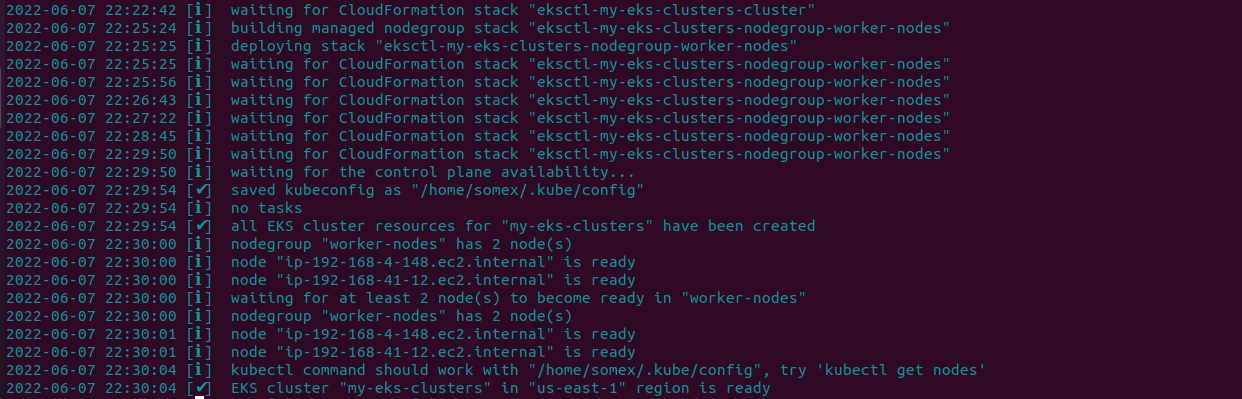 2022-06-07 22:22:42 [ℹ]  waiting for CloudFormation stack "eksctl-my-eks-clusters-cluster"
2022-06-07 22:25:24 [ℹ]  building managed nodegroup stack "eksctl-my-eks-clusters-nodegroup-worker-nodes"
2022-06-07 22:25:25 [ℹ]  deploying stack "eksctl-my-eks-clusters-nodegroup-worker-nodes"
2022-06-07 22:25:25 [ℹ]  waiting for CloudFormation stack "eksctl-my-eks-clusters-nodegroup-worker-nodes"
2022-06-07 22:25:56 [ℹ]  waiting for CloudFormation stack "eksctl-my-eks-clusters-nodegroup-worker-nodes"
2022-06-07 22:26:43 [ℹ]  waiting for CloudFormation stack "eksctl-my-eks-clusters-nodegroup-worker-nodes"
2022-06-07 22:27:22 [ℹ]  waiting for CloudFormation stack "eksctl-my-eks-clusters-nodegroup-worker-nodes"
2022-06-07 22:28:45 [ℹ]  waiting for CloudFormation stack "eksctl-my-eks-clusters-nodegroup-worker-nodes"
2022-06-07 22:29:50 [ℹ]  waiting for CloudFormation stack "eksctl-my-eks-clusters-nodegroup-worker-nodes"
2022-06-07 22:29:50 [ℹ]  waiting for the control plane availability...
2022-06-07 22:29:54 [✔]  saved kubeconfig as "/home/somex/.kube/config"
2022-06-07 22:29:54 [ℹ]  no tasks
2022-06-07 22:29:54 [✔]  all EKS cluster resources for "my-eks-clusters" have been created
2022-06-07 22:30:00 [ℹ]  nodegroup "worker-nodes" has 2 node(s)
2022-06-07 22:30:00 [ℹ]  node "ip-192-168-4-148.ec2.internal" is ready
2022-06-07 22:30:00 [ℹ]  node "ip-192-168-41-12.ec2.internal" is ready
2022-06-07 22:30:00 [ℹ]  waiting for at least 2 node(s) to become ready in "worker-nodes"
2022-06-07 22:30:00 [ℹ]  nodegroup "worker-nodes" has 2 node(s)
2022-06-07 22:30:01 [ℹ]  node "ip-192-168-4-148.ec2.internal" is ready
2022-06-07 22:30:01 [ℹ]  node "ip-192-168-41-12.ec2.internal" is ready
2022-06-07 22:30:04 [ℹ]  kubectl command should work with "/home/somex/.kube/config", try 'kubectl get nodes'
2022-06-07 22:30:04 [✔]  EKS cluster "my-eks-clusters" in "us-east-1" region is ready